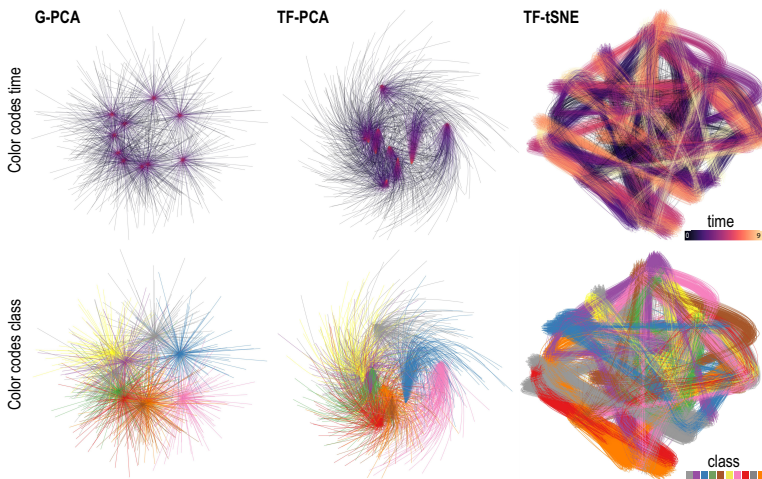 G-PCA
TF-PCA
TF-tSNE
Color codes time
time
0
9
Color codes class
class